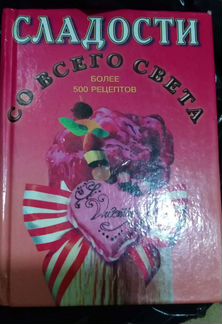 СЛАДОСТИ
СО ВСЕГО СВЕТА
БОЛЕЕ
500 РЕЦЕПТОВ